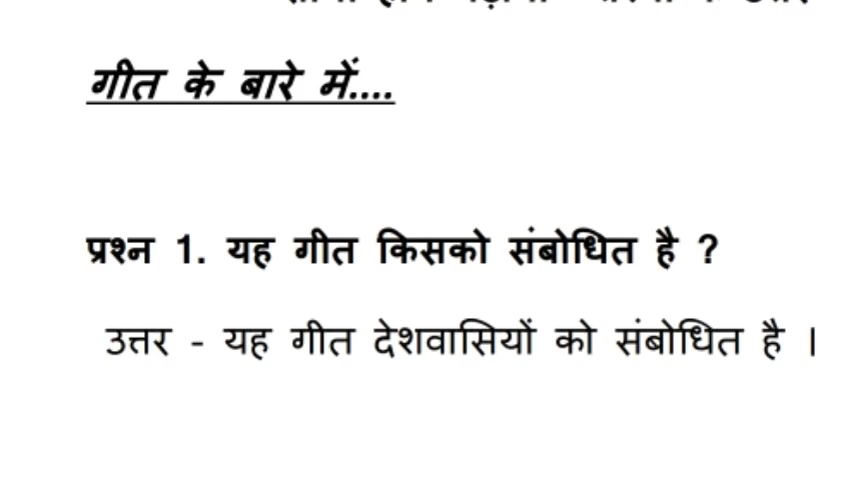 गीत के बारे में....
प्रश्न 1. यह गीत किसको संबोधित है ?
उत्तर - यह गीत देशवासियों को संबोधित है ।